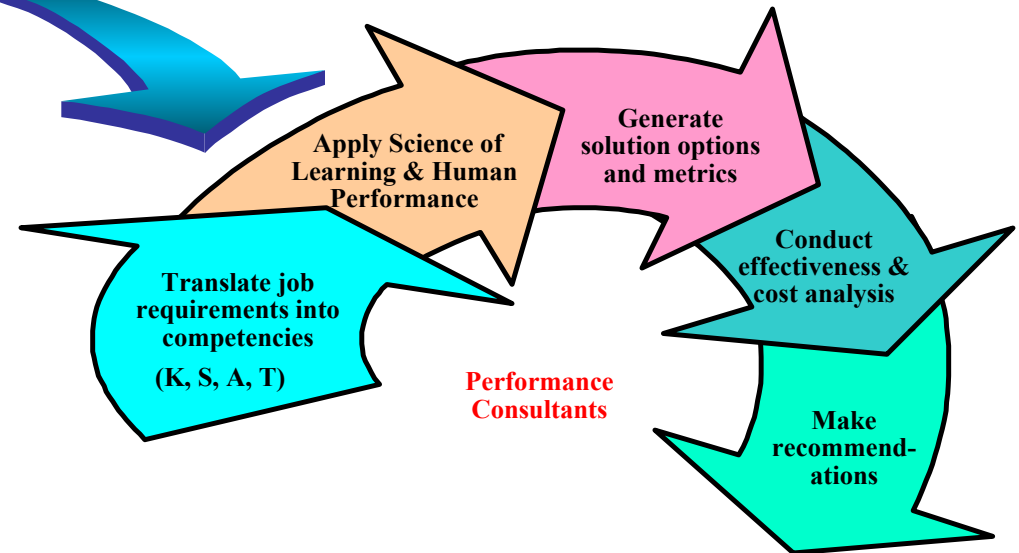 Translate job
requirements into
competencies
(K, S, A, T)
Apply Science of
Learning & Human
Performance
Generate
solution options
and metrics
Conduct
effectiveness &
cost analysis
Make
recommend-
ations
Performance
Consultants